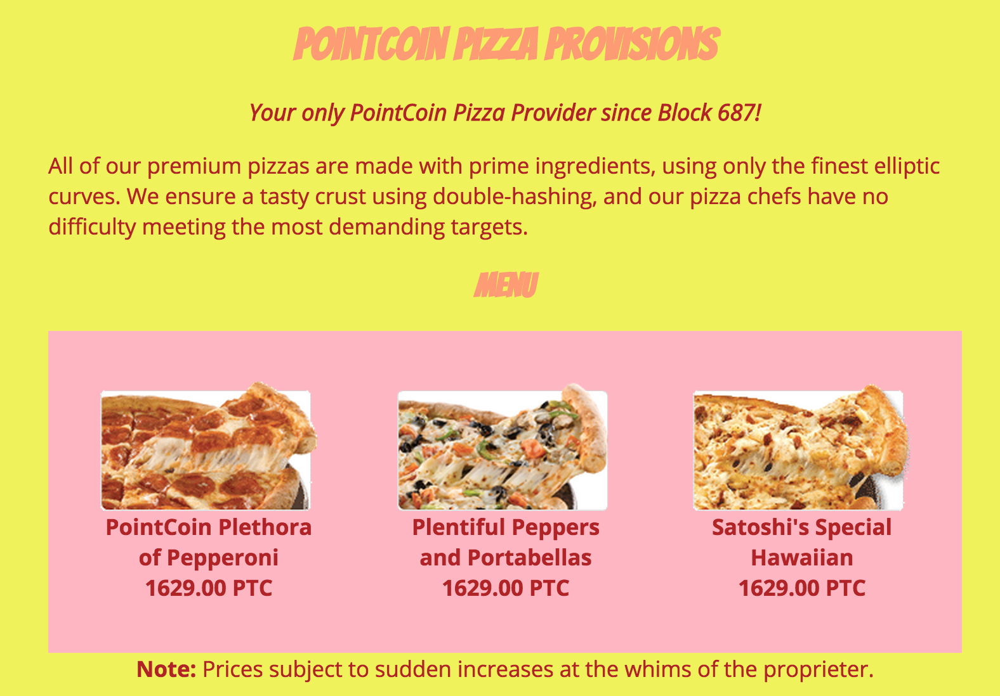 POINTCOIN PIZZA PROVISIONS
Your only PointCoin Pizza Provider since Block 687!
All of our premium pizzas are made with prime ingredients, using only the finest elliptic
curves. We ensure a tasty crust using double-hashing, and our pizza chefs have no
difficulty meeting the most demanding targets.
MENU
PointCoin Plethora
of Pepperoni
1629.00 PTC
Plentiful Peppers
and Portabellas
1629.00 PTC
Satoshi's Special
Hawaiian
1629.00 PTC
Note: Prices subject to sudden increases at the whims of the proprieter.